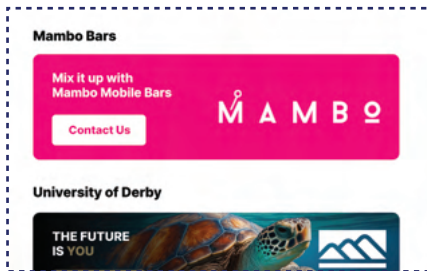 Mambo Bars
Mix it up with
Mambo Mobile Bars
Contact Us
MAMBO
University of Derby
THE FUTURE
IS YOU